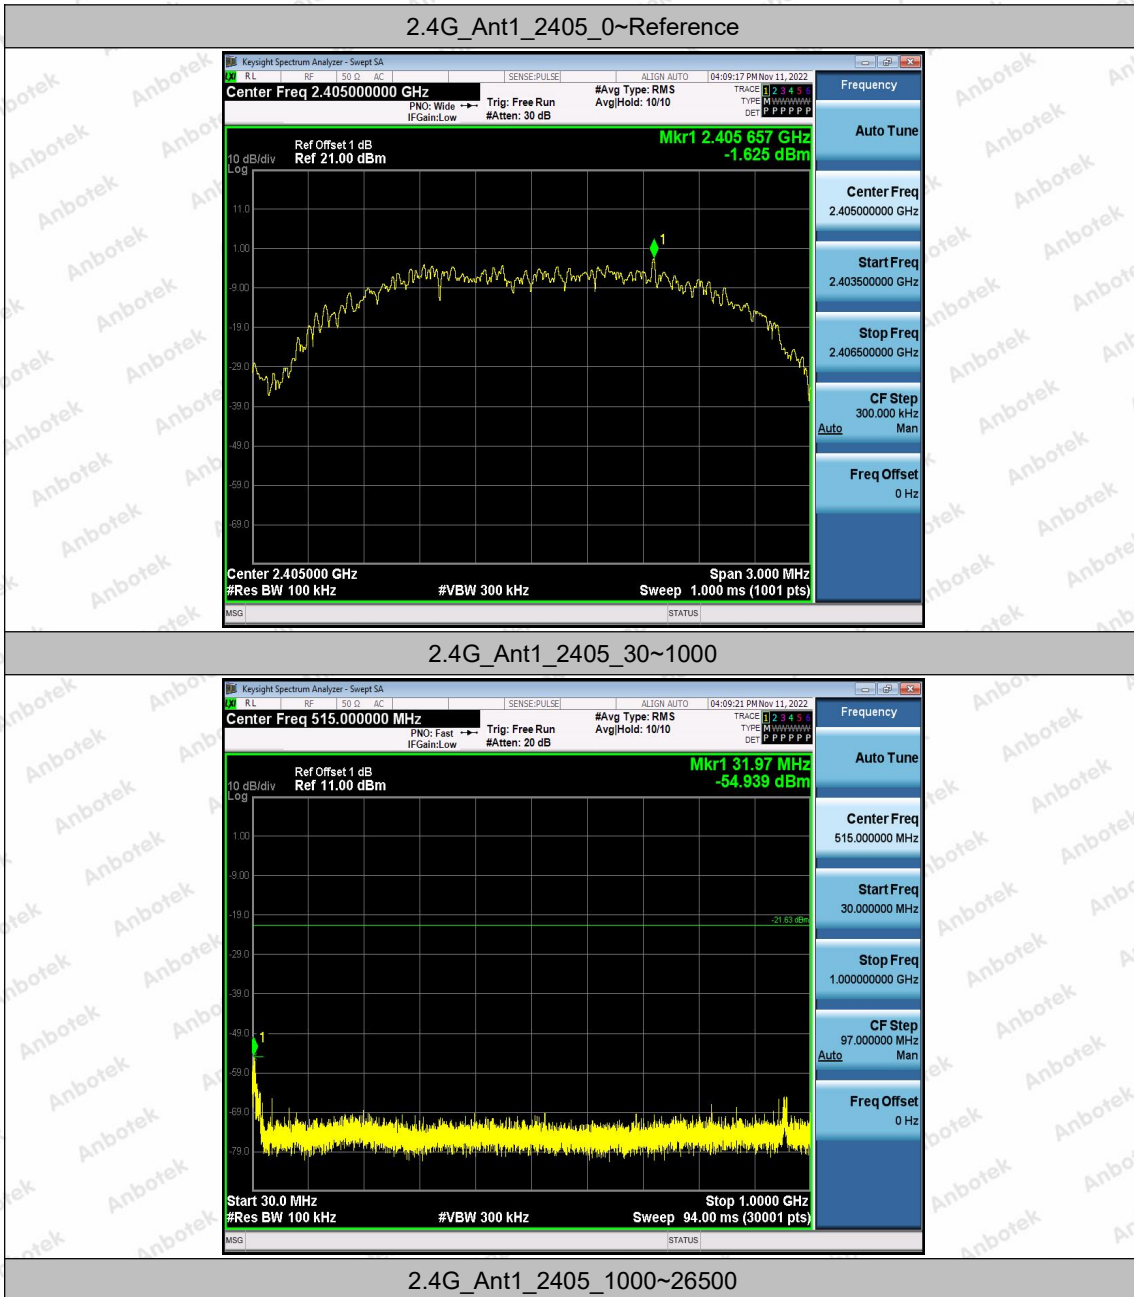 2.4G_Ant1_2405_0~Reference
Keysight Spectrum Analyzer - Swept SA
LXI RL RF 50 Ω AC SENSE:PULSE ALIGN AUTO 04:09:17 PM Nov 11, 2022
Center Freq 2.405000000 GHz
PNO: Wide
IFGain:Low
Trig: Free Run
#Atten: 30 dB
#Avg Type: RMS
Avg|Hold: 10/10
TRACE 1 2 3 4 5 6
TYPE M W W W W W
DET P P P P P P
Frequency
Mkr1 2.405 657 GHz
-1.625 dBm
Ref Offset 1 dB
10 dB/div Ref 21.00 dBm
Log
11.0
1.00
-9.00
-19.0
-29.0
-39.0
-49.0
-59.0
-69.0
1
Auto Tune
Center Freq
2.405000000 GHz
Start Freq
2.403500000 GHz
Stop Freq
2.406500000 GHz
CF Step
300.000 kHz
Auto Man
Freq Offset
0 Hz
Center 2.405000 GHz Span 3.000 MHz
#Res BW 100 kHz #VBW 300 kHz Sweep 1.000 ms (1001 pts)
MSG STATUS
2.4G_Ant1_2405_30~1000
Keysight Spectrum Analyzer - Swept SA
LXI RL RF 50 Ω AC SENSE:PULSE ALIGN AUTO 04:09:21 PM Nov 11, 2022
Center Freq 515.000000 MHz
PNO: Fast
IFGain:Low
Trig: Free Run
#Atten: 20 dB
#Avg Type: RMS
Avg|Hold: 10/10
TRACE 1 2 3 4 5 6
TYPE M W W W W W
DET P P P P P P
Frequency
Mkr1 31.97 MHz
-54.939 dBm
Ref Offset 1 dB
10 dB/div Ref 11.00 dBm
Log
1.00
-9.00
-19.0
-29.0
-39.0
-49.0
-59.0
-69.0
-79.0
-21.63 dBm
1
Auto Tune
Center Freq
515.000000 MHz
Start Freq
30.000000 MHz
Stop Freq
1.000000000 GHz
CF Step
97.000000 MHz
Auto Man
Freq Offset
0 Hz
Start 30.0 MHz Stop 1.0000 GHz
#Res BW 100 kHz #VBW 300 kHz Sweep 94.00 ms (30001 pts)
MSG STATUS
2.4G_Ant1_2405_1000~26500
Anbotek